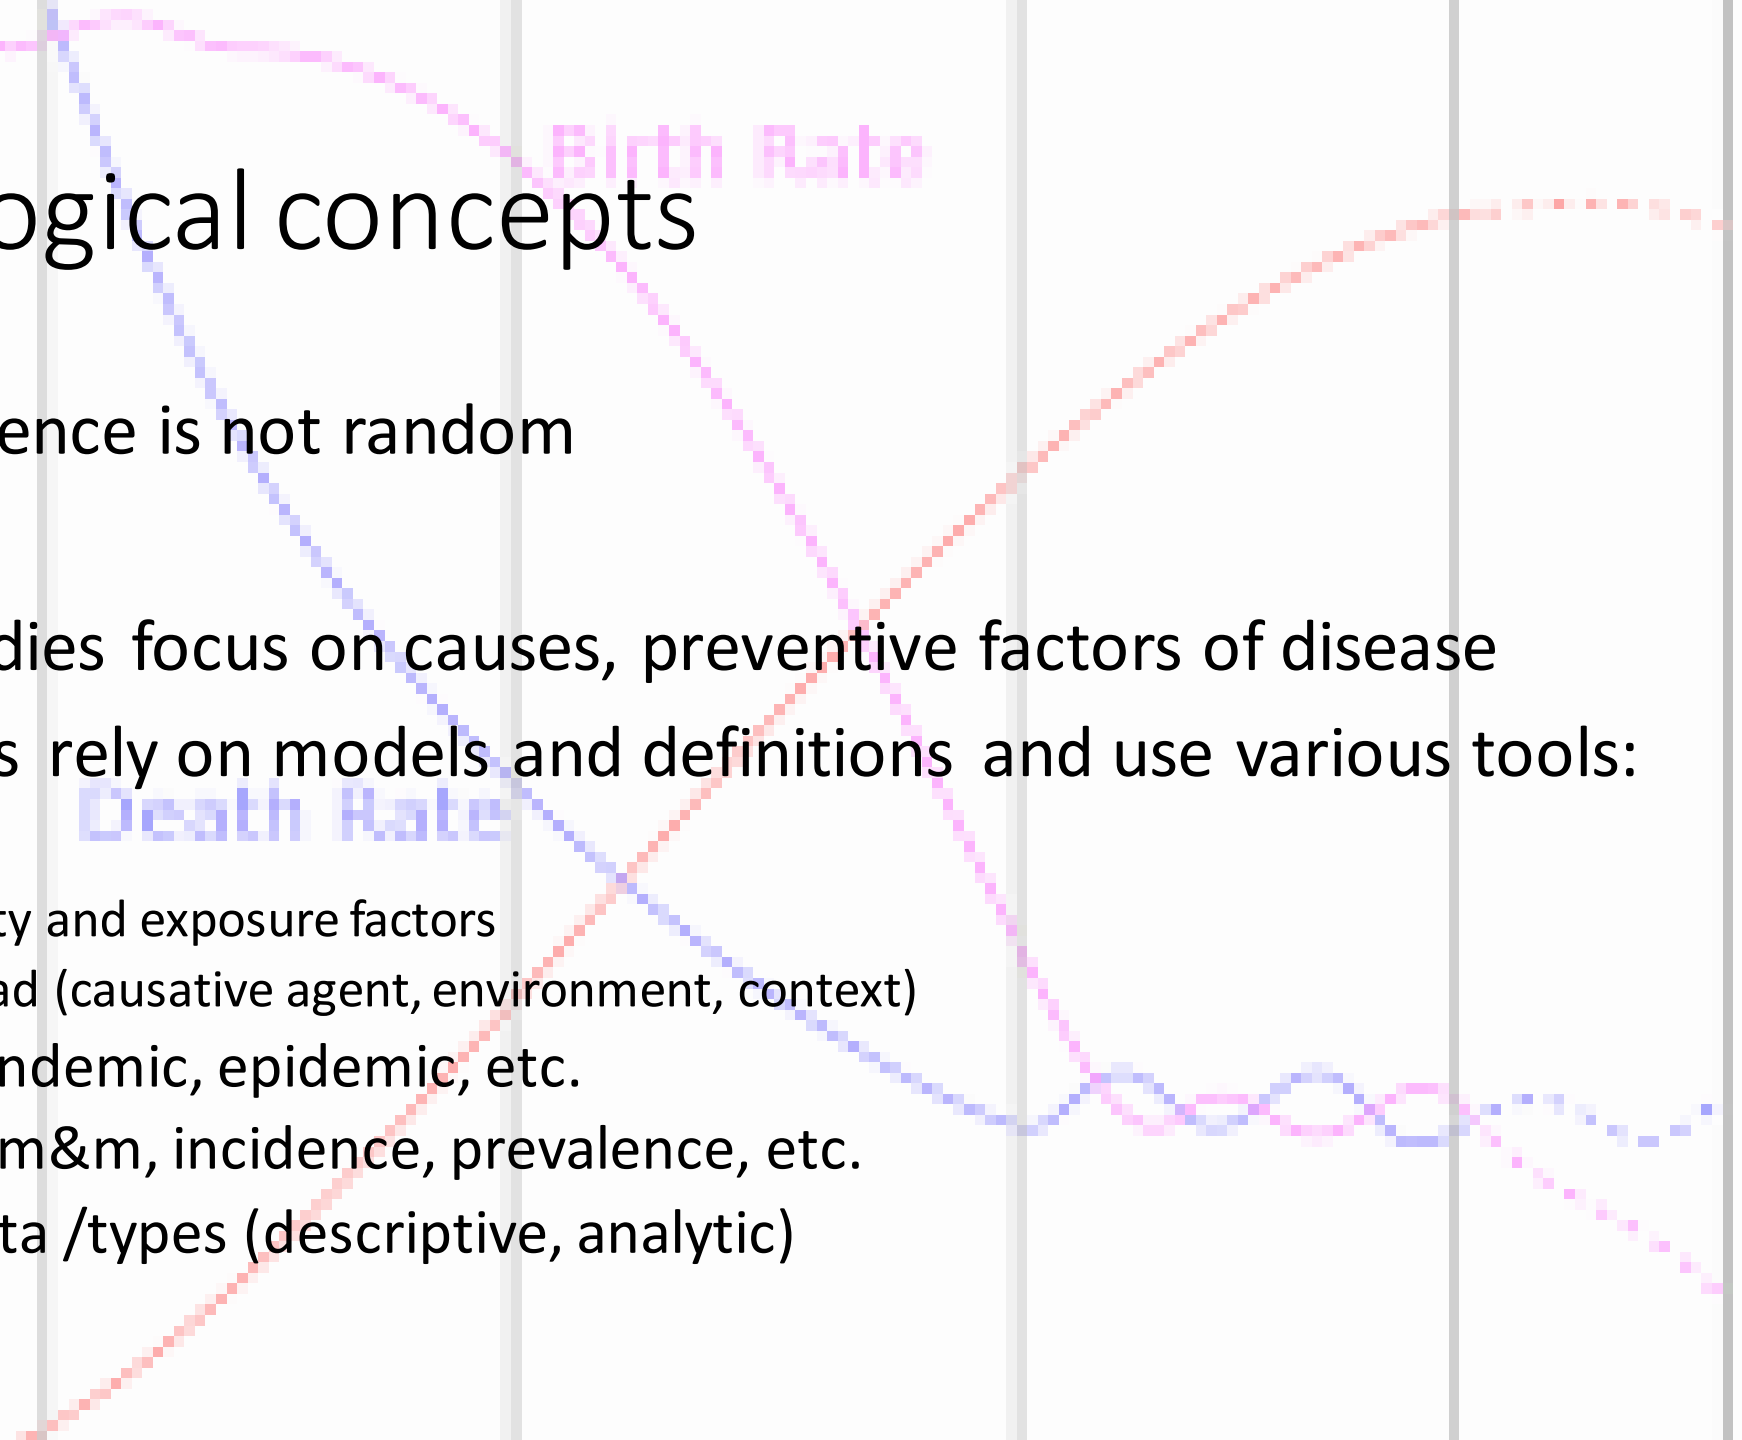 Birth Rate
ogical concepts
ence is not random
dies focus on causes, preventive factors of disease
s rely on models and definitions and use various tools:
Death Rate
ty and exposure factors
ad (causative agent, environment, context)
ndemic, epidemic, etc.
m&m, incidence, prevalence, etc.
ta /types (descriptive, analytic)